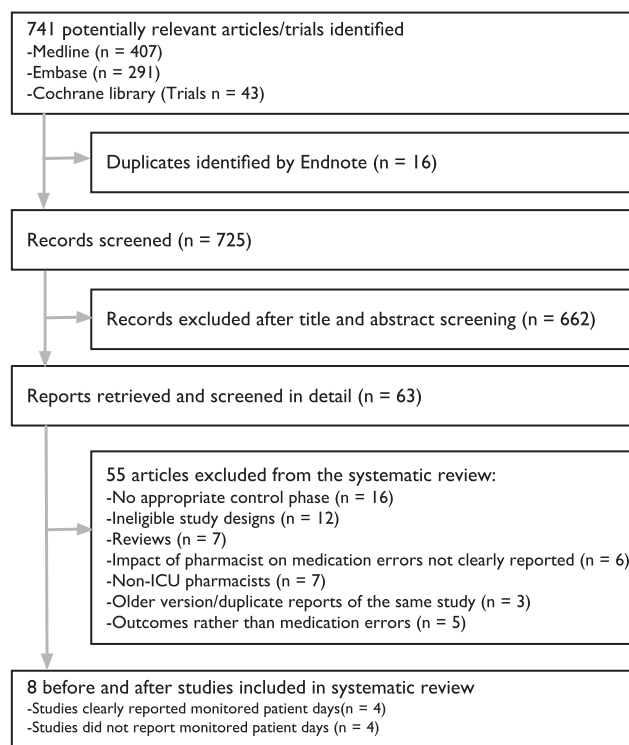 741 potentially relevant articles/trials identified
-Medline (n = 407)
-Embase (n = 291)
-Cochrane library (Trials n = 43)
Duplicates identified by Endnote (n = 16)
Records screened (n = 725)
Records excluded after title and abstract screening (n = 662)
Reports retrieved and screened in detail (n = 63)
55 articles excluded from the systematic review:
-No appropriate control phase (n = 16)
-Ineligible study designs (n = 12)
-Reviews (n = 7)
-Impact of pharmacist on medication errors not clearly reported (n = 6)
-Non-ICU pharmacists (n = 7)
-Older version/duplicate reports of the same study (n = 3)
-Outcomes rather than medication errors (n = 5)
8 before and after studies included in systematic review
-Studies clearly reported monitored patient days(n = 4)
-Studies did not report monitored patient days (n = 4)